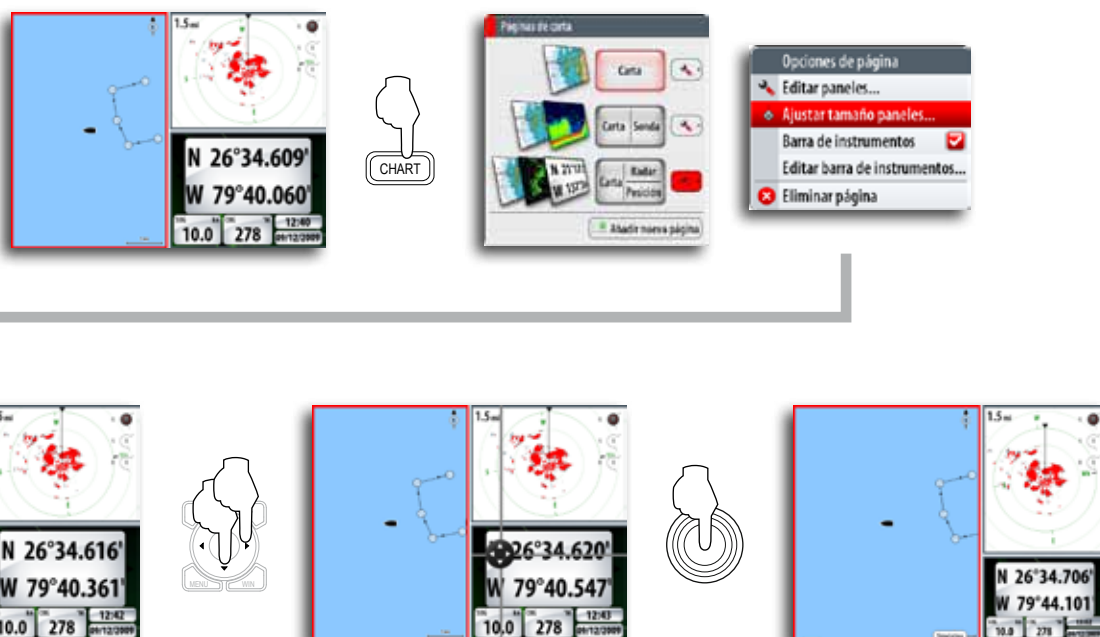 1.5 mi
N 26°34.609'
W 79°40.060'
10.0 278 12:40
09/12/2009
CHART
Páginas de carta
Carta
Carta Sonda
Carta Radar
Posición
Añadir nueva página
Opciones de página
Editar paneles...
Ajustar tamaño paneles...
Barra de instrumentos
Editar barra de instrumentos...
Eliminar página
N 26°34.616'
W 79°40.361'
10.0 278 12:42
09/12/2009
MENU WIN
1.5 mi
26°34.620'
W 79°40.547'
10.0 278 12:43
09/12/2009
1.5 mi
N 26°34.706'
W 79°44.101'
10.0 278